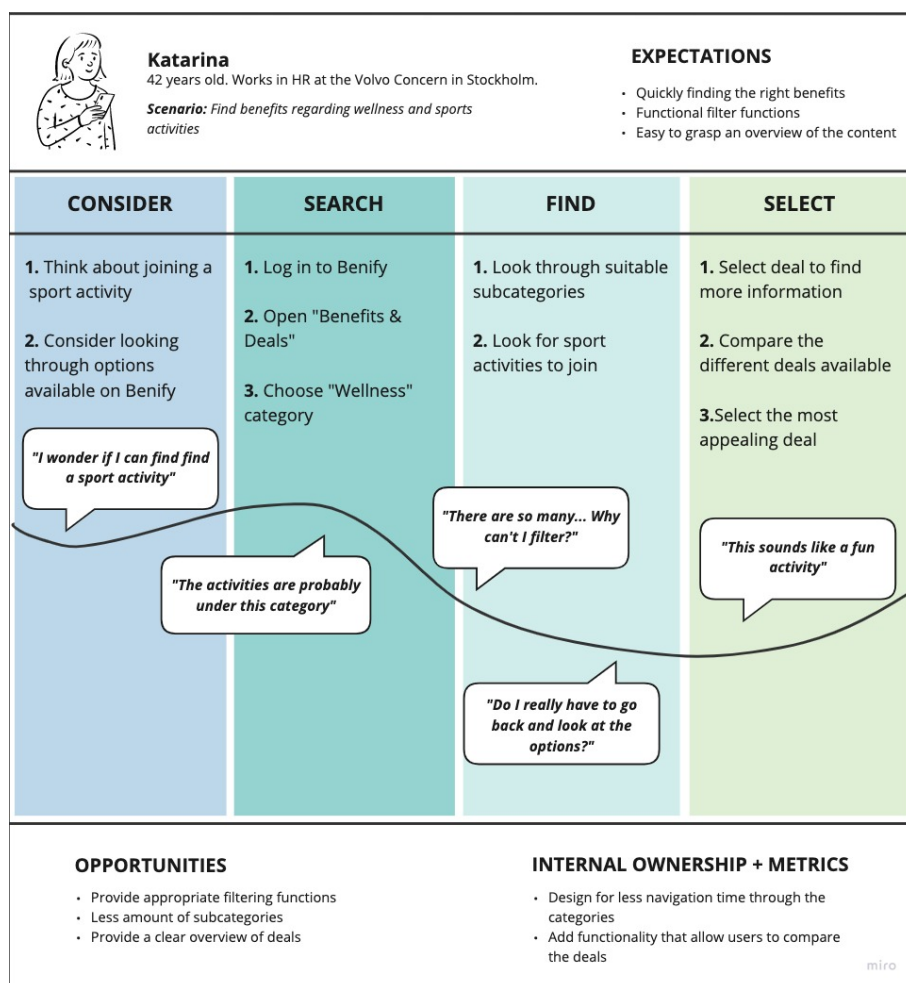 Katarina
42 years old. Works in HR at the Volvo Concern in Stockholm.
Scenario: Find benefits regarding wellness and sports
activities
EXPECTATIONS
• Quickly finding the right benefits
• Functional filter functions
• Easy to grasp an overview of the content
CONSIDER
1. Think about joining a
sport activity
2. Consider looking
through options
available on Benify
"I wonder if I can find find
a sport activity"
SEARCH
1. Log in to Benify
2. Open "Benefits &
Deals"
3. Choose "Wellness"
category
"The activities are probably
under this category"
FIND
1. Look through suitable
subcategories
2. Look for sport
activities to join
"There are so many... Why
can't I filter?"
"Do I really have to go
back and look at the
options?"
SELECT
1. Select deal to find
more information
2. Compare the
different deals available
3.Select the most
appealing deal
"This sounds like a fun
activity"
OPPORTUNITIES
• Provide appropriate filtering functions
• Less amount of subcategories
• Provide a clear overview of deals
INTERNAL OWNERSHIP + METRICS
• Design for less navigation time through the
categories
• Add functionality that allow users to compare
the deals
miro